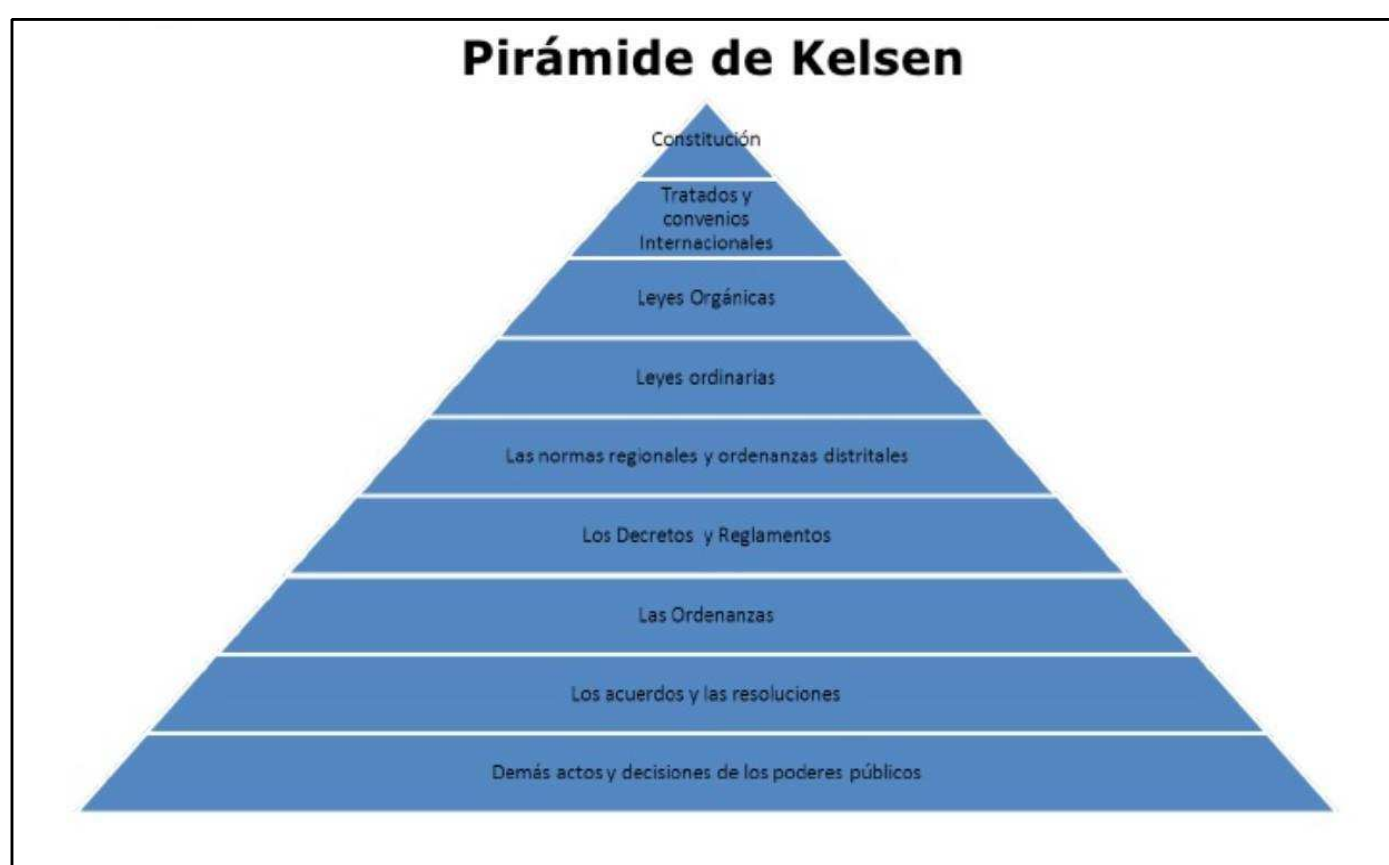 Pirámide de Kelsen
Constitución
Tratados y
convenios
Internacionales
Leyes Orgánicas
Leyes ordinarias
Las normas regionales y ordenanzas distritales
Los Decretos y Reglamentos
Las Ordenanzas
Los acuerdos y las resoluciones
Demás actos y decisiones de los poderes públicos